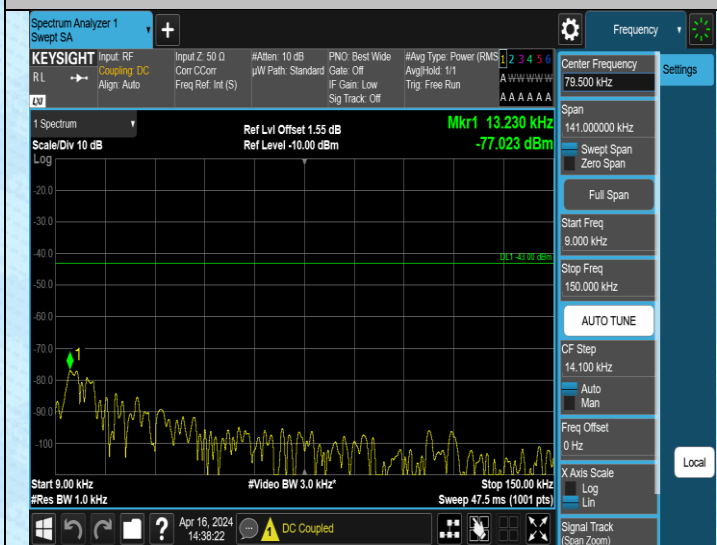 Spectrum Analyzer 1
Swept SA
+
Frequency
KEYSIGHT
RL
LXI
Input: RF
Coupling: DC
Align: Auto
Input Z: 50 Ω
Corr CCorr
Freq Ref: Int (S)
#Atten: 10 dB
µW Path: Standard
PNO: Best Wide
Gate: Off
IF Gain: Low
Sig Track: Off
#Avg Type: Power (RMS
Avg|Hold: 1/1
Trig: Free Run
1 2 3 4 5 6
A W W W W W
A A A A A A
1 Spectrum
Scale/Div 10 dB
Log
Ref Lvl Offset 1.55 dB
Ref Level -10.00 dBm
Mkr1 13.230 kHz
-77.023 dBm
-20.0
-30.0
-40.0
DL1 -43.00 dBm
-50.0
-60.0
-70.0
1
-80.0
-90.0
-100
Start 9.00 kHz
#Res BW 1.0 kHz
#Video BW 3.0 kHz*
Stop 150.00 kHz
Sweep 47.5 ms (1001 pts)
?
Apr 16, 2024
14:38:22
DC Coupled
Center Frequency
79.500 kHz
Span
141.000000 kHz
Swept Span
Zero Span
Full Span
Start Freq
9.000 kHz
Stop Freq
150.000 kHz
AUTO TUNE
CF Step
14.100 kHz
Auto
Man
Freq Offset
0 Hz
X Axis Scale
Log
Lin
Signal Track
(Span Zoom)
Settings
Local